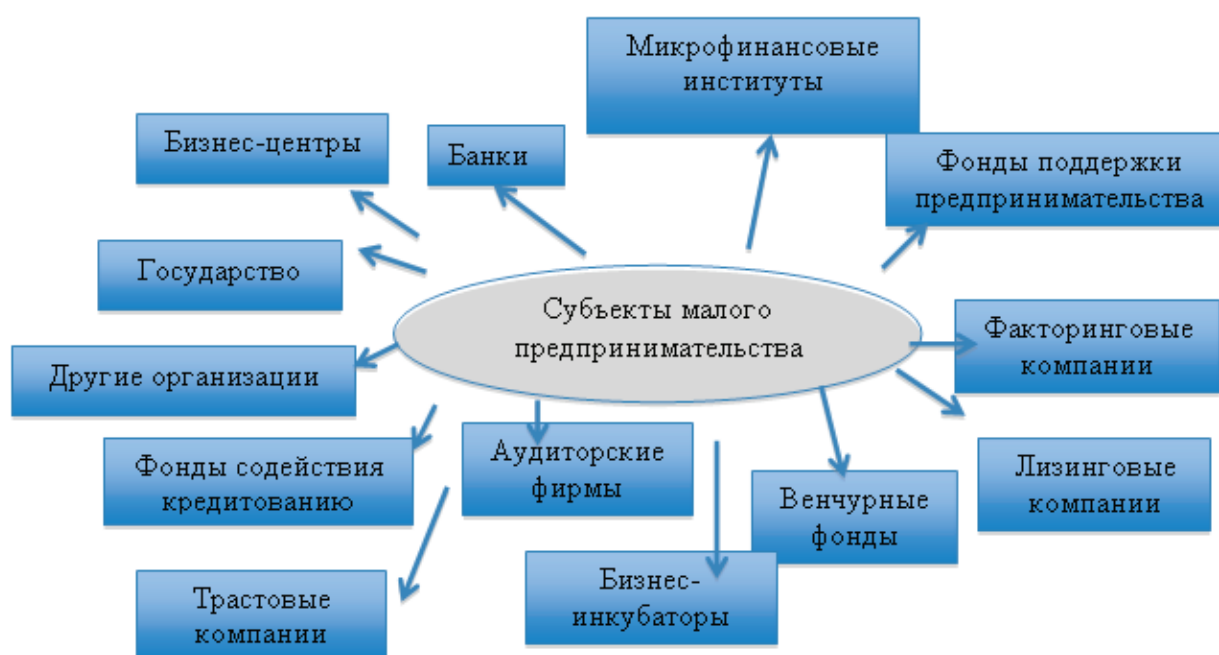 Микрофинансовые
институты
Бизнес-центры
Банки
Фонды поддержки
предпринимательства
Государство
Субъекты малого
предпринимательства
Факторинговые
компании
Другие организации
Фонды содействия
кредитованию
Аудиторские
фирмы
Лизинговые
компании
Венчурные
фонды
Трастовые
компании
Бизнес-
инкубаторы